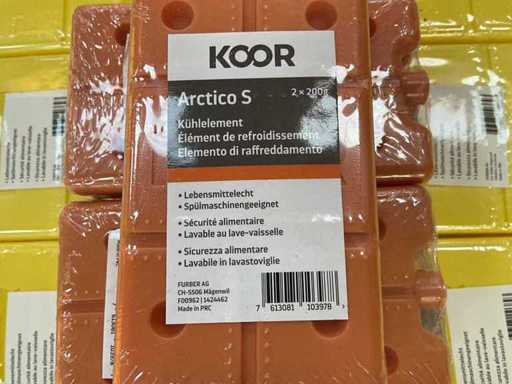 KOOR
Arctico S 2 × 200g
Kühlelement
Élément de refroidissement
Elemento di raffreddamento
• Lebensmittelecht
• Spülmaschinengeeignet
• Sécurité alimentaire
• Lavable au lave-vaisselle
• Sicurezza alimentare
• Lavabile in lavastoviglie
FURBER AG
CH-5506 Mägenwil
F00962 | 1424462
Made in PRC
7 613081 103978 >